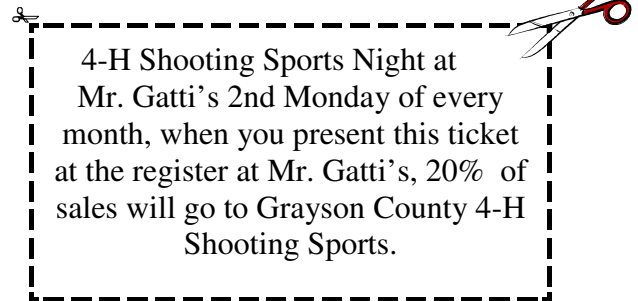 4-H Shooting Sports Night at
Mr. Gatti's 2nd Monday of every
month, when you present this ticket
at the register at Mr. Gatti's, 20% of
sales will go to Grayson County 4-H
Shooting Sports.